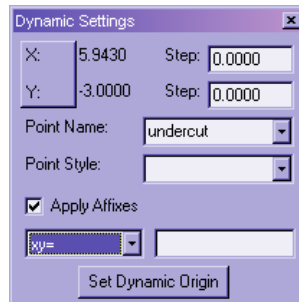 Dynamic Settings
X: 5.9430 Step: 0.0000
Y: -3.0000 Step: 0.0000
Point Name: undercut
Point Style:
Apply Affixes
xy=
Set Dynamic Origin